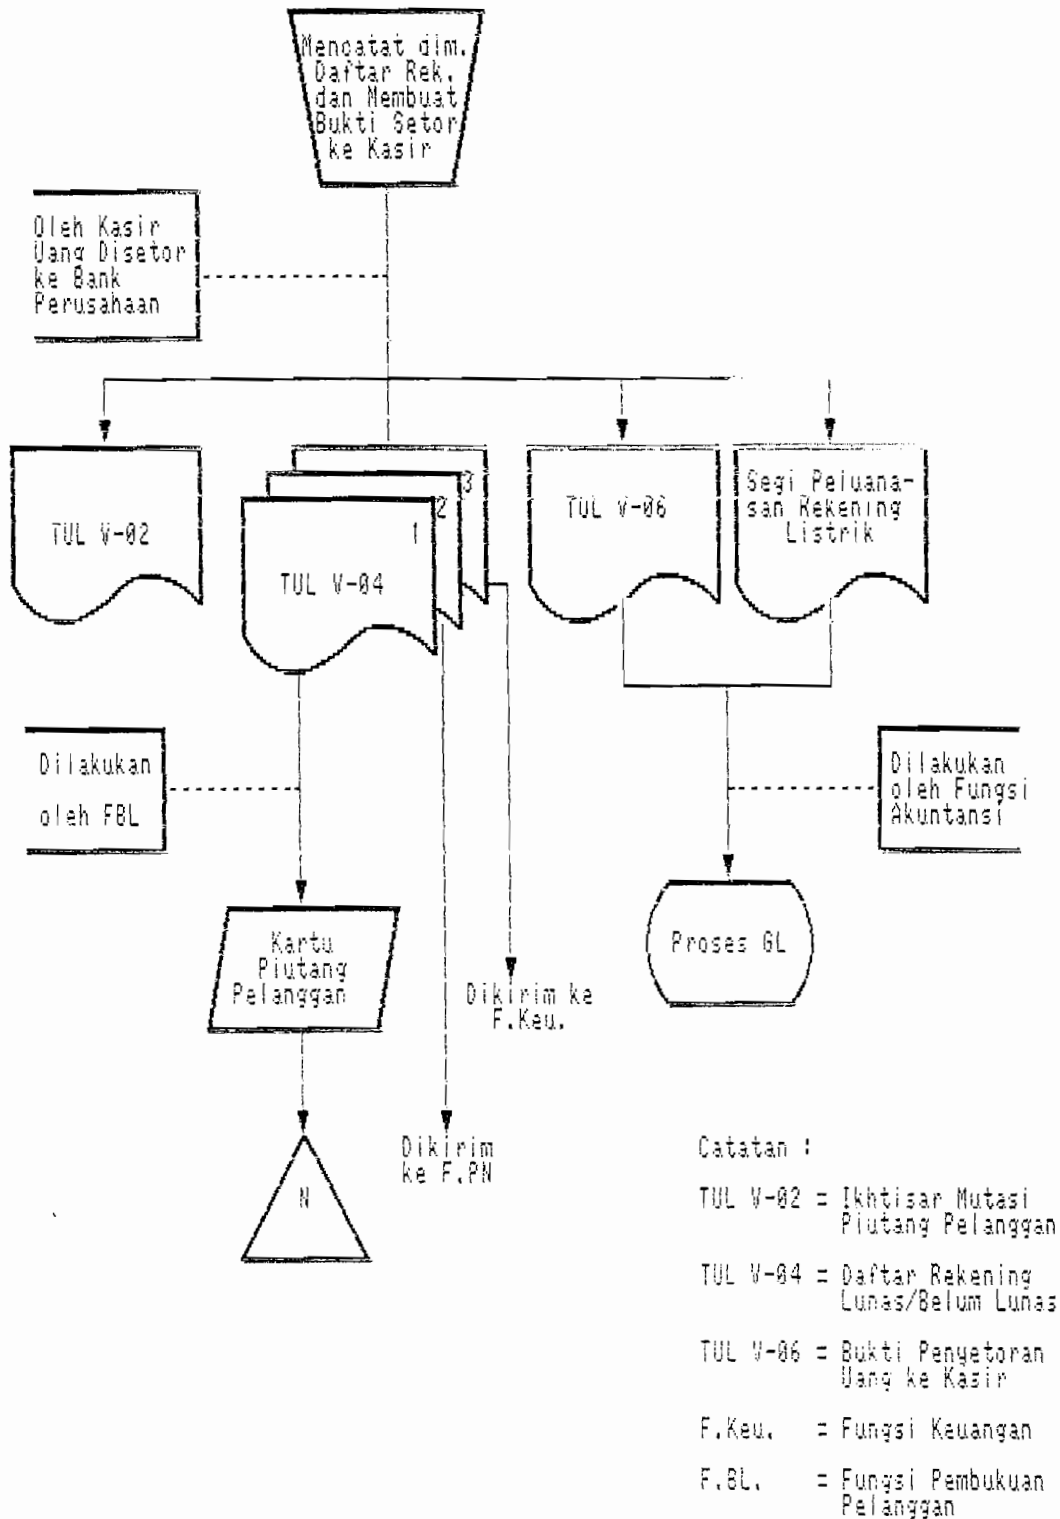 Mencatat dlm.
Daftar Rek.
dan Membuat
Bukti Setor
ke Kasir
Oleh Kasir
Uang Disetor
ke Bank
Perusahaan
TUL V-02
3
2
1
TUL V-04
TUL V-06
Segi Peluana-
san Rekening
Listrik
Dilakukan
oleh FBL
Dilakukan
oleh Fungsi
Akuntansi
Kartu
Piutang
Pelanggan
Proses GL
Dikirim ke
F.Keu.
Dikirim
ke F.PN
N
Catatan :
TUL V-02 = Ikhtisar Mutasi
Piutang Pelanggan
TUL V-04 = Daftar Rekening
Lunas/Belum Lunas
TUL V-06 = Bukti Penyetoran
Uang ke Kasir
F.Keu. = Fungsi Keuangan
F.BL. = Fungsi Pembukuan
Pelanggan